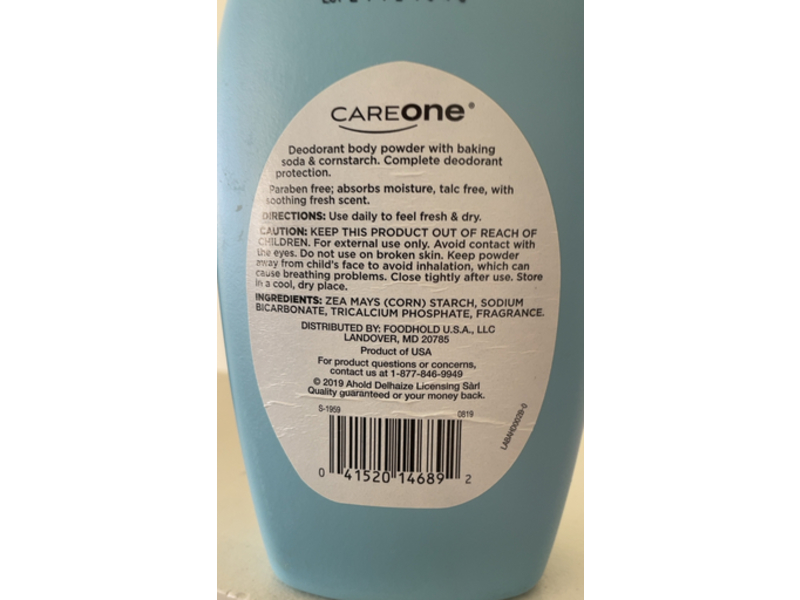 CAREone®
Deodorant body powder with baking
soda & cornstarch. Complete deodorant
protection.
Paraben free; absorbs moisture, talc free, with
soothing fresh scent.
DIRECTIONS: Use daily to feel fresh & dry.
CAUTION: KEEP THIS PRODUCT OUT OF REACH OF
CHILDREN. For external use only. Avoid contact with
the eyes. Do not use on broken skin. Keep powder
away from child's face to avoid inhalation, which can
cause breathing problems. Close tightly after use. Store
in a cool, dry place.
INGREDIENTS: ZEA MAYS (CORN) STARCH, SODIUM
BICARBONATE, TRICALCIUM PHOSPHATE, FRAGRANCE.
DISTRIBUTED BY: FOODHOLD U.S.A., LLC
LANDOVER, MD 20785
Product of USA
For product questions or concerns,
contact us at 1-877-846-9949
© 2019 Ahold Delhaize Licensing Sàrl
Quality guaranteed or your money back.
S-1959 0819
LABAHO0028-0
0 41520 14689 2